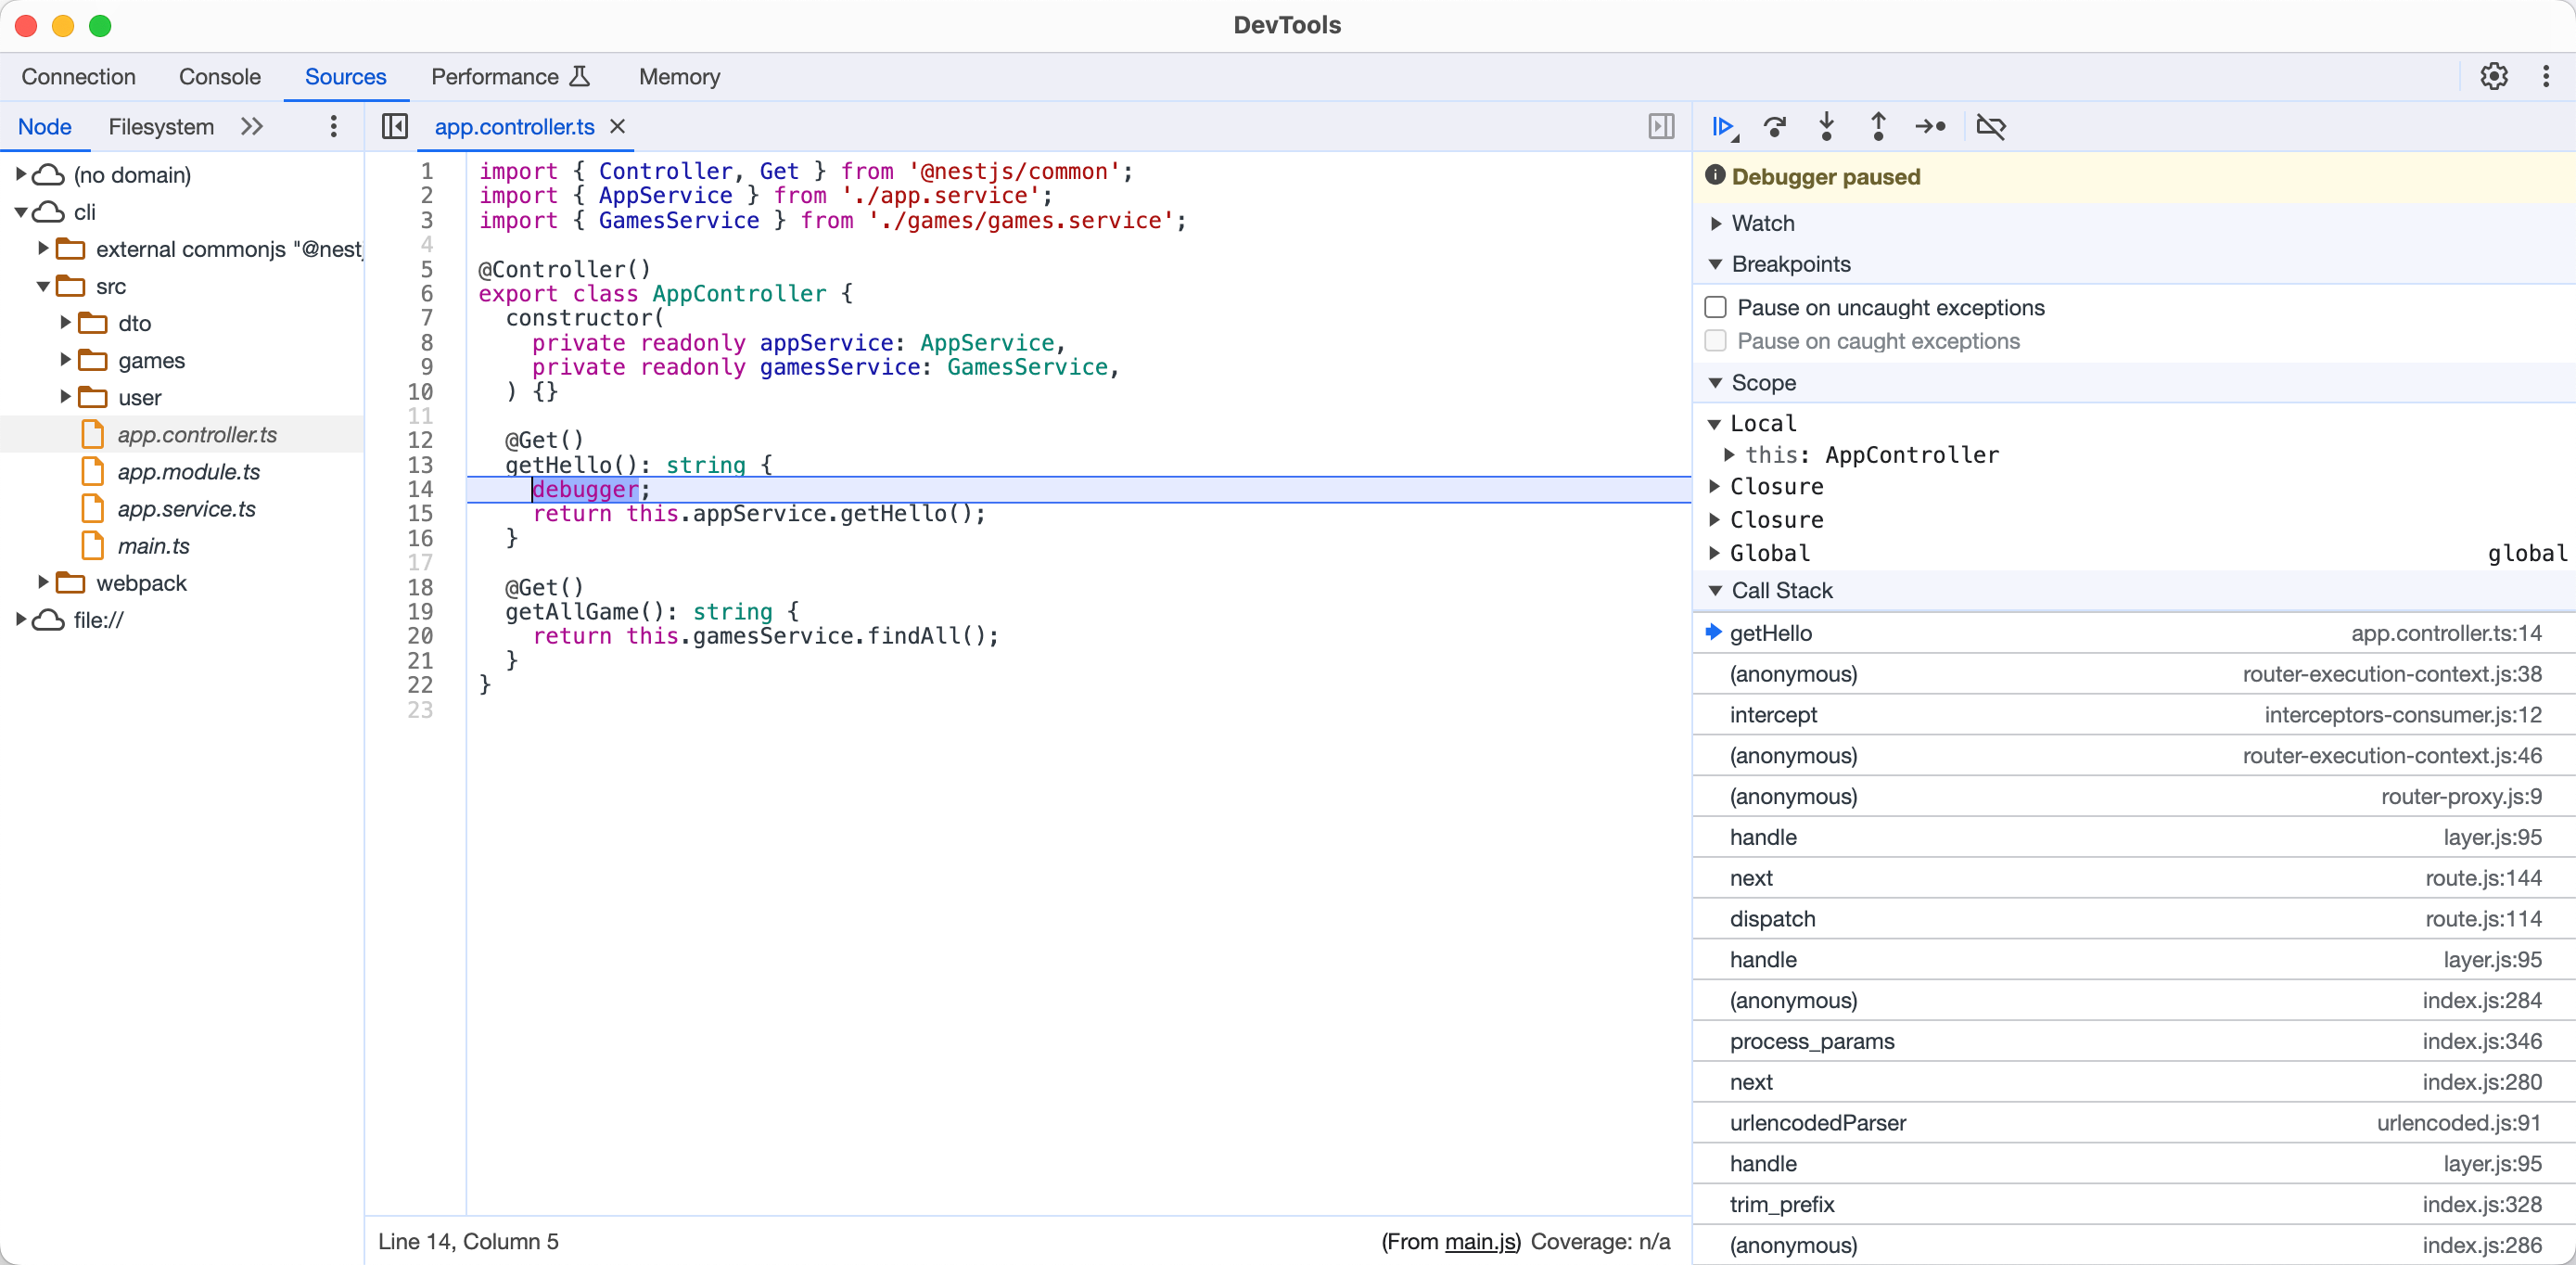 DevTools
Connection Console Sources Performance Memory
Node Filesystem
(no domain)
cli
external commonjs "@nestj
src
dto
games
user
app.controller.ts
app.module.ts
app.service.ts
main.ts
webpack
file://
app.controller.ts
1 import { Controller, Get } from '@nestjs/common';
2 import { AppService } from './app.service';
3 import { GamesService } from './games/games.service';
4
5 @Controller()
6 export class AppController {
7 constructor(
8 private readonly appService: AppService,
9 private readonly gamesService: GamesService,
10 ) {}
11
12 @Get()
13 getHello(): string {
14 debugger;
15 return this.appService.getHello();
16 }
17
18 @Get()
19 getAllGame(): string {
20 return this.gamesService.findAll();
21 }
22 }
23
Line 14, Column 5
(From main.js) Coverage: n/a
Debugger paused
Watch
Breakpoints
Pause on uncaught exceptions
Pause on caught exceptions
Scope
Local
this: AppController
Closure
Closure
Global global
Call Stack
getHello app.controller.ts:14
(anonymous) router-execution-context.js:38
intercept interceptors-consumer.js:12
(anonymous) router-execution-context.js:46
(anonymous) router-proxy.js:9
handle layer.js:95
next route.js:144
dispatch route.js:114
handle layer.js:95
(anonymous) index.js:284
process_params index.js:346
next index.js:280
urlencodedParser urlencoded.js:91
handle layer.js:95
trim_prefix index.js:328
(anonymous) index.js:286